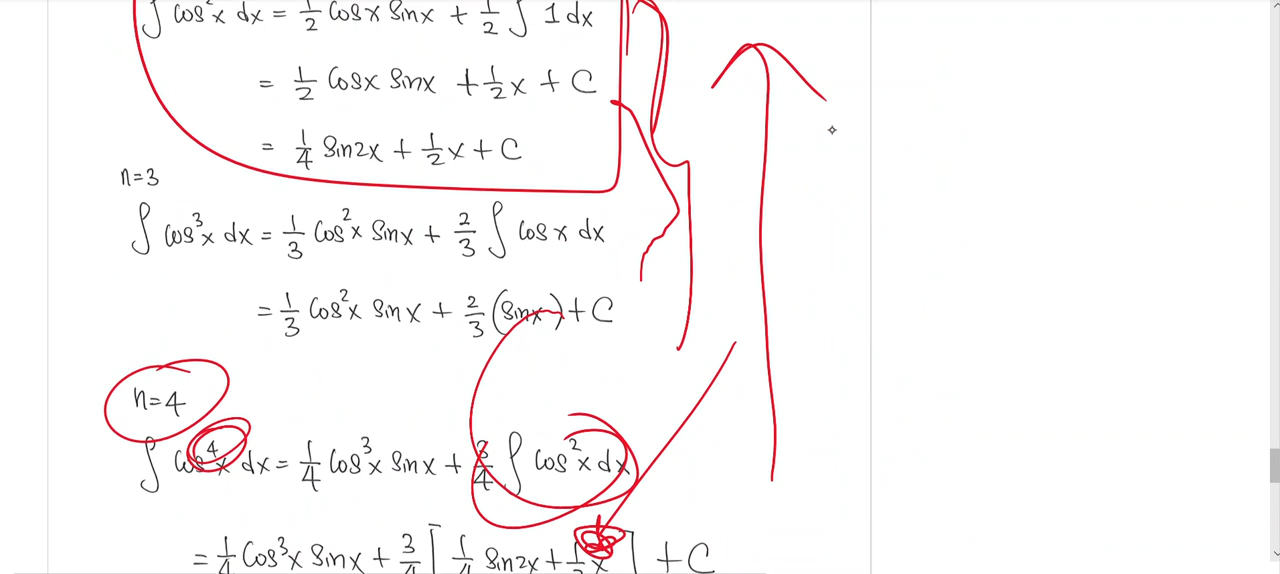 ∫ cos²x dx = 1/2 cosx sinx + 1/2 ∫ 1 dx
= 1/2 cosx sinx + 1/2 x + C
= 1/4 sin2x + 1/2 x + C
n=3
∫ cos³x dx = 1/3 cos²x sinx + 2/3 ∫ cos x dx
= 1/3 cos²x sinx + 2/3 (sinx) + C
n=4
∫ cos⁴x dx = 1/4 cos³x sinx + 3/4 ∫ cos²x dx
= 1/4 cos³x sinx + 3/4 [ 1/4 sin2x + 1/2 x ] + C